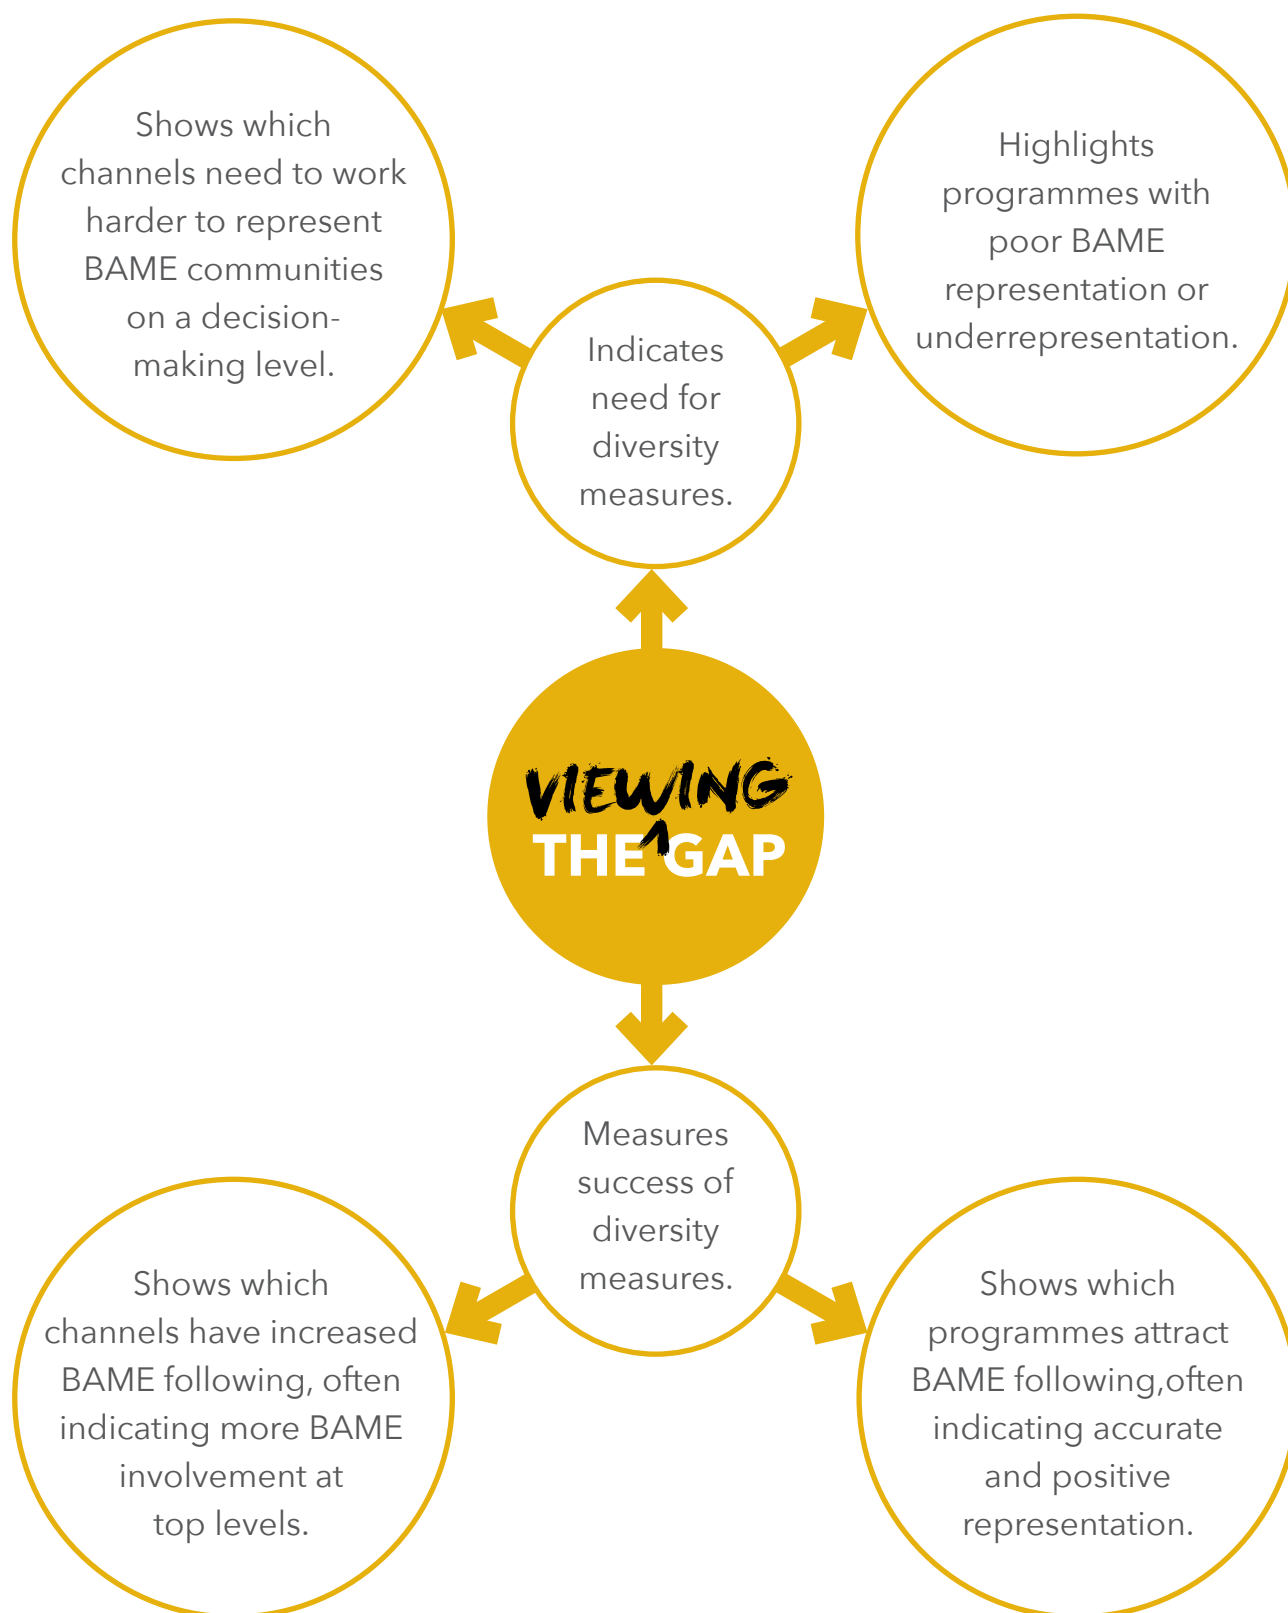 Shows which
channels need to work
harder to represent
BAME communities
on a decision-
making level.
Highlights
programmes with
poor BAME
representation or
underrepresentation.
Indicates
need for
diversity
measures.
VIEWING
THE GAP
Measures
success of
diversity
measures.
Shows which
channels have increased
BAME following, often
indicating more BAME
involvement at
top levels.
Shows which
programmes attract
BAME following,often
indicating accurate
and positive
representation.